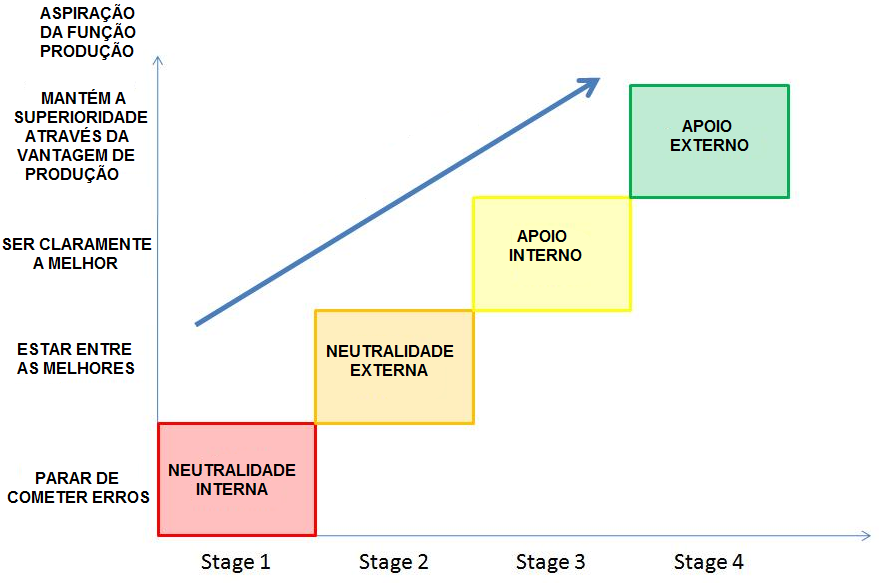 ASPIRAÇÃO
DA FUNÇÃO
PRODUÇÃO
MANTÉM A
SUPERIORIDADE
ATRAVÉS DA
VANTAGEM DE
PRODUÇÃO
APOIO
EXTERNO
SER CLARAMENTE
A MELHOR
APOIO
INTERNO
ESTAR ENTRE
AS MELHORES
NEUTRALIDADE
EXTERNA
PARAR DE
COMETER ERROS
NEUTRALIDADE
INTERNA
Stage 1
Stage 2
Stage 3
Stage 4